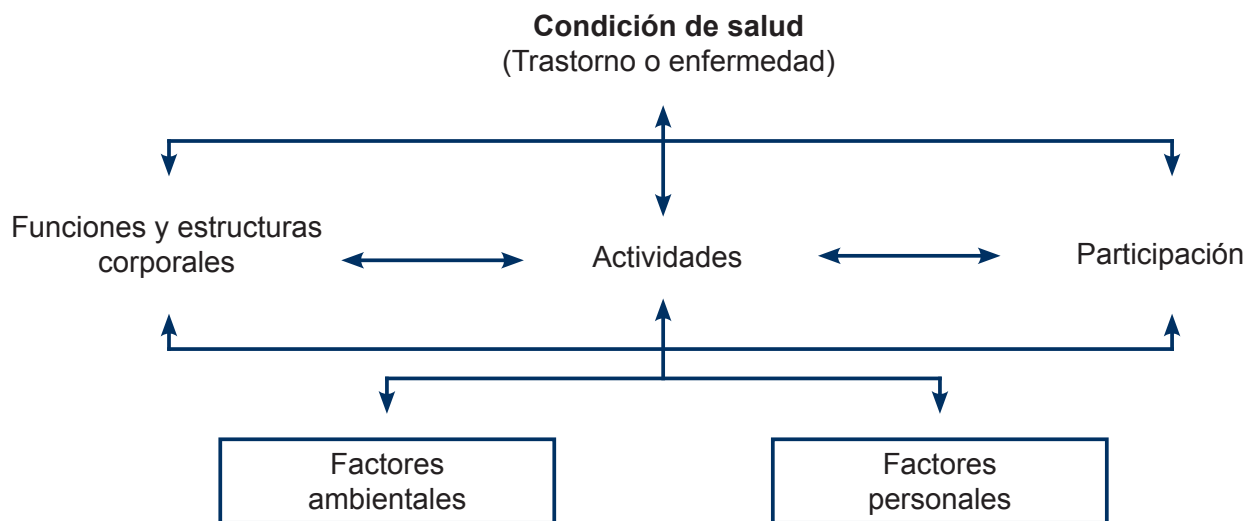 Condición de salud
(Trastorno o enfermedad)
Funciones y estructuras
corporales
Actividades
Participación
Factores
ambientales
Factores
personales